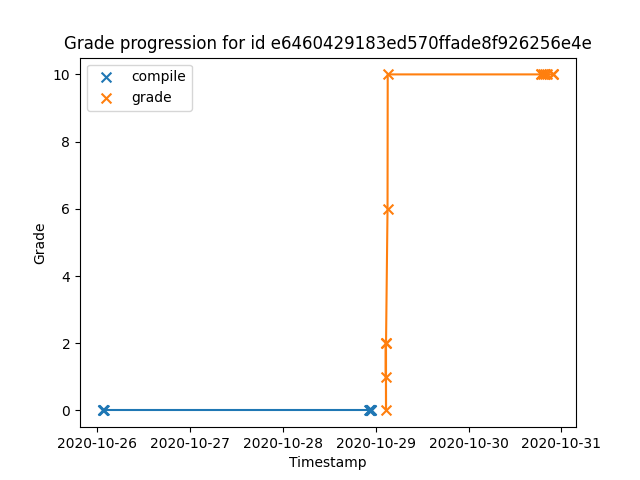 Grade progression for id e6460429183ed570ffade8f926256e4e
compile
grade
10
8
6
4
2
0
Grade
2020-10-26 2020-10-27 2020-10-28 2020-10-29 2020-10-30 2020-10-31
Timestamp